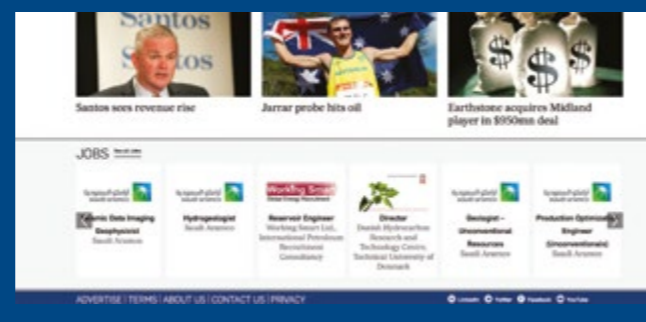 Santos
Santos sees revenue rise
Jarrar probe hits oil
Earthstone acquires Midland
player in $950mn deal
JOBS
Seismic Data Imaging
Geophysicist
Saudi Aramco
Hydrogeologist
Saudi Aramco
Working Smart
Global Energy Recruitment
Reservoir Engineer
Working Smart Ltd.,
International Petroleum
Recruitment
Consultancy
Director
Danish Hydrocarbon
Research and
Technology Centre,
Technical University of
Denmark
Geologist –
Unconventional
Resources
Saudi Aramco
Production Optimization
Engineer
(Unconventionals)
Saudi Aramco
ADVERTISE | TERMS | ABOUT US | CONTACT US | PRIVACY
LinkedIn Twitter Facebook YouTube